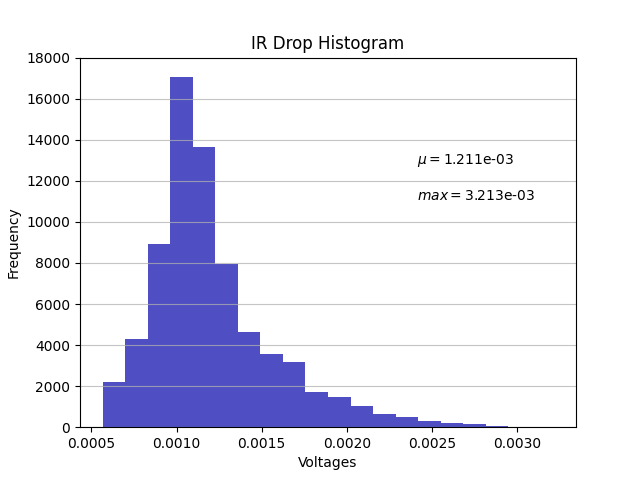 IR Drop Histogram
18000
16000
14000
12000
10000
8000
6000
4000
2000
0
Frequency
μ = 1.211e-03
max = 3.213e-03
0.0005 0.0010 0.0015 0.0020 0.0025 0.0030
Voltages